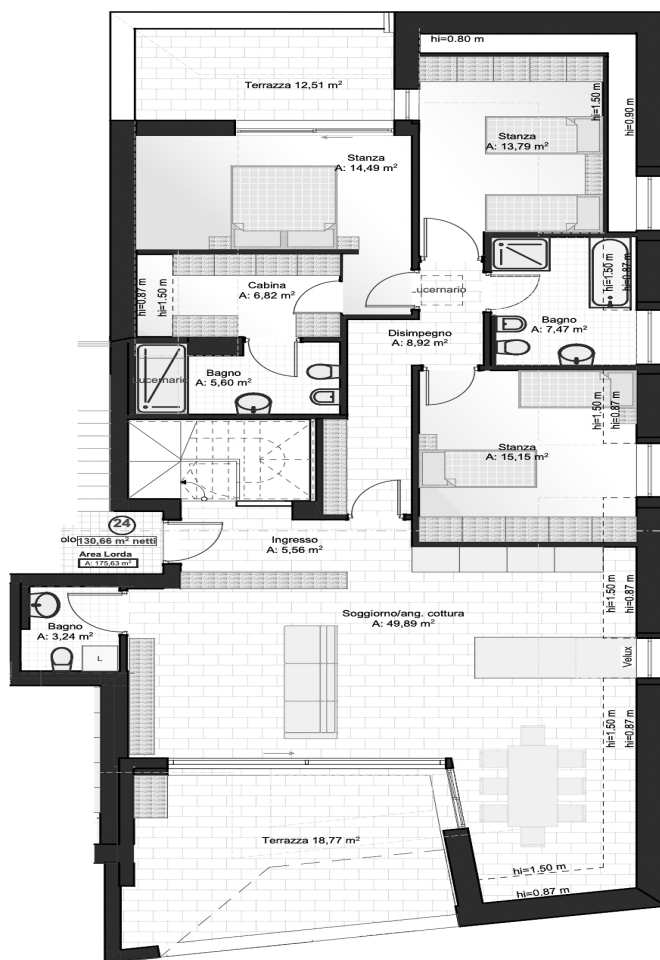 hi=0.80 m
Terrazza 12,51 m²
hi=1.50 m
hi=0.90 m
Stanza
A: 13,79 m²
Stanza
A: 14,49 m²
Cabina
A: 6,82 m²
hi=0.87 m
hi=1.50 m
Lucernario
hi=1.50 m
hi=0.87 m
Bagno
A: 7,47 m²
Disimpegno
A: 8,92 m²
Bagno
A: 5,60 m²
Lucernario
hi=1.50 m
hi=0.87 m
Stanza
A: 15,15 m²
24
olo 130,66 m² netti
Area Lorda
A: 175,63 m²
Ingresso
A: 5,56 m²
hi=1.50 m
hi=0.87 m
Soggiorno/ang. cottura
A: 49,89 m²
Bagno
A: 3,24 m²
L
Velux
hi=1.50 m
hi=0.87 m
Terrazza 18,77 m²
hi=1.50 m
hi=0.87 m